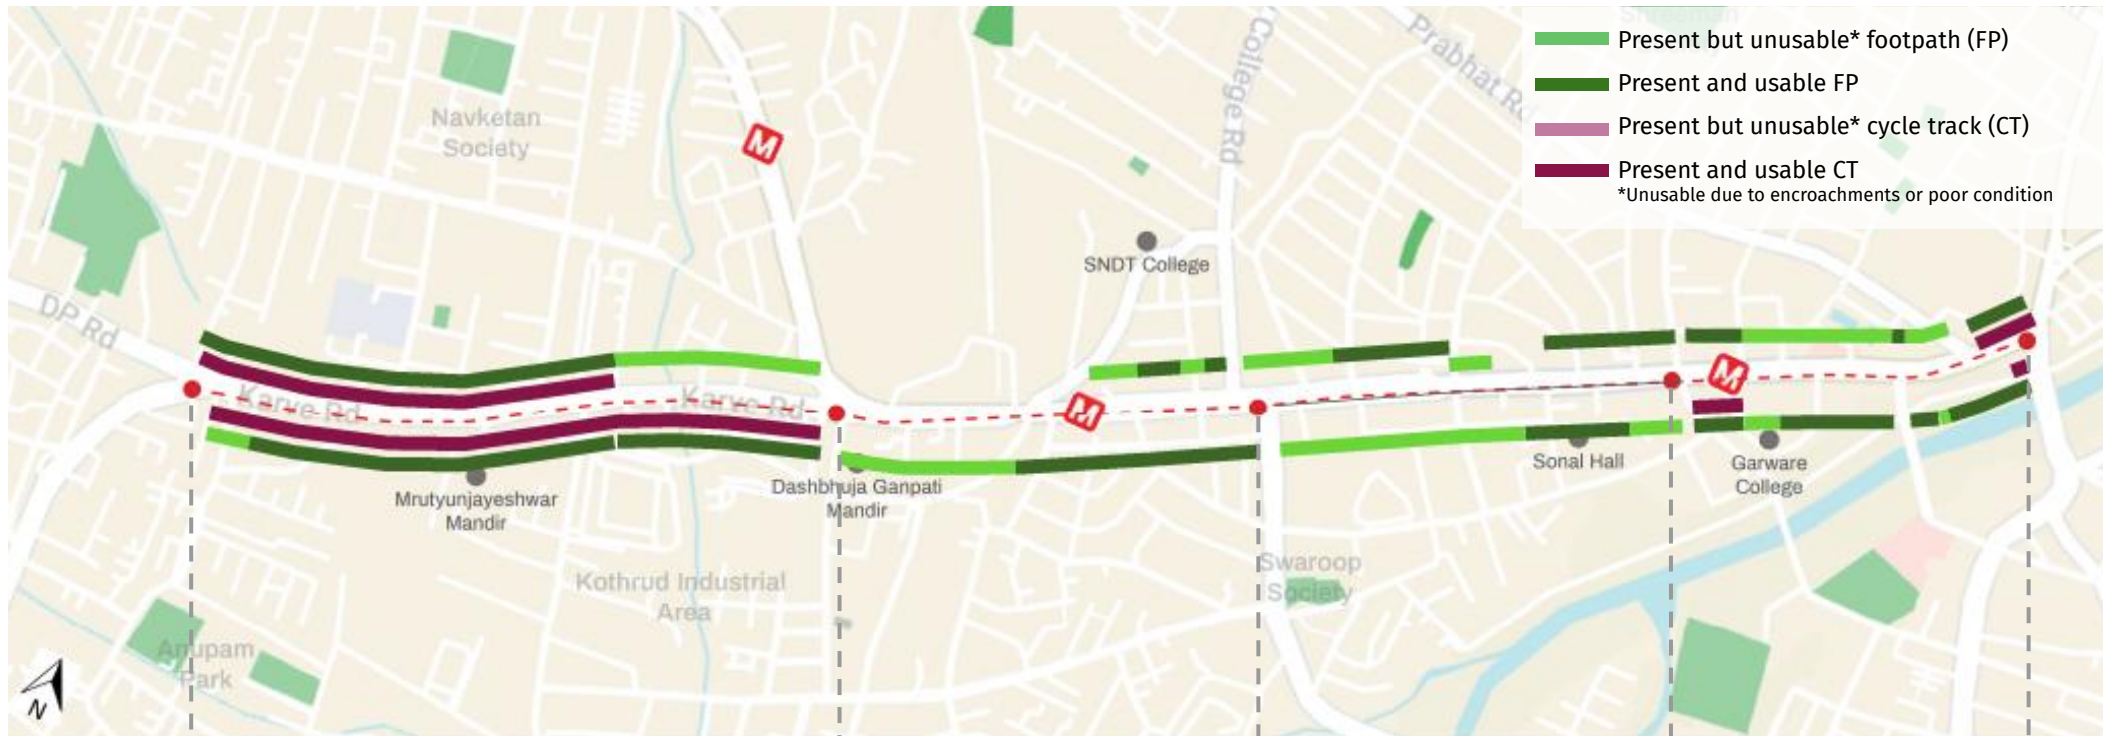 Shreeman
Present but unusable* footpath (FP)
Present and usable FP
Present but unusable* cycle track (CT)
Present and usable CT
*Unusable due to encroachments or poor condition
College Rd
Prabhat Rd
Navketan
Society
M
SNDT College
DP Rd
M
Karve Rd
Karve Rd
M
Mrutyunjayeshwar
Mandir
Dashbhuja Ganpati
Mandir
Sonal Hall
Garware
College
Kothrud Industrial
Area
Swaroop
Society
Anupam
Park
N